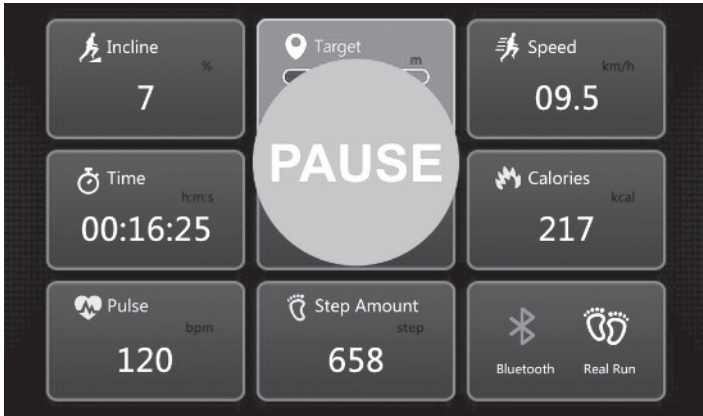 Incline
%
7
Target
m
Speed
km/h
09.5
Time
h:m:s
00:16:25
PAUSE
Calories
kcal
217
Pulse
bpm
120
Step Amount
step
658
Bluetooth
Real Run